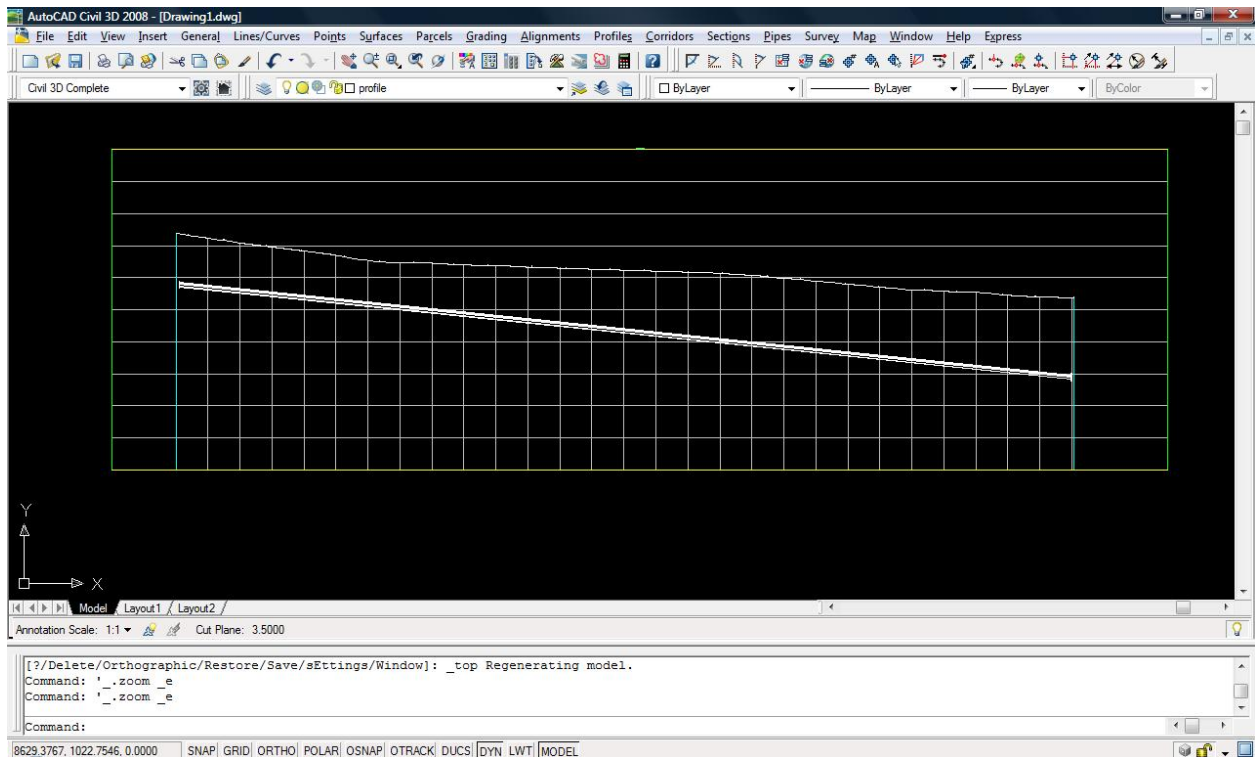 AutoCAD Civil 3D 2008 - [Drawing1.dwg]
File Edit View Insert General Lines/Curves Points Surfaces Parcels Grading Alignments Profiles Corridors Sections Pipes Survey Map Window Help Express
Civil 3D Complete profile ByLayer ByLayer ByLayer ByColor
Y
X
Model Layout1 Layout2
Annotation Scale: 1:1 Cut Plane: 3.5000
[?/Delete/Orthographic/Restore/Save/sEttings/Window]: _top Regenerating model.
Command: '_.zoom _e
Command: '_.zoom _e
Command:
8629.3767, 1022.7546, 0.0000 SNAP GRID ORTHO POLAR OSNAP OTRACK DUCS DYN LWT MODEL